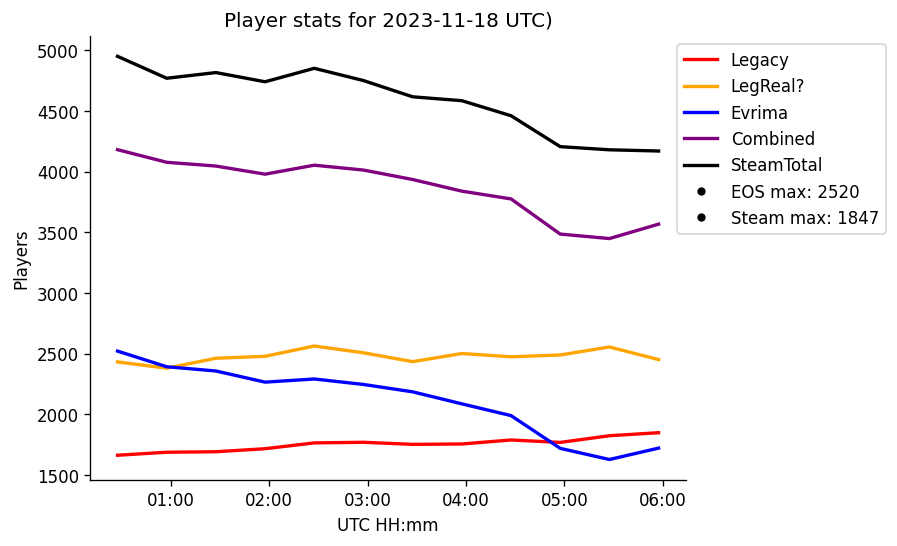 Player stats for 2023-11-18 UTC)
Players
5000
4500
4000
3500
3000
2500
2000
1500
01:00 02:00 03:00 04:00 05:00 06:00
UTC HH:mm
Legacy
LegReal?
Evrima
Combined
SteamTotal
EOS max: 2520
Steam max: 1847